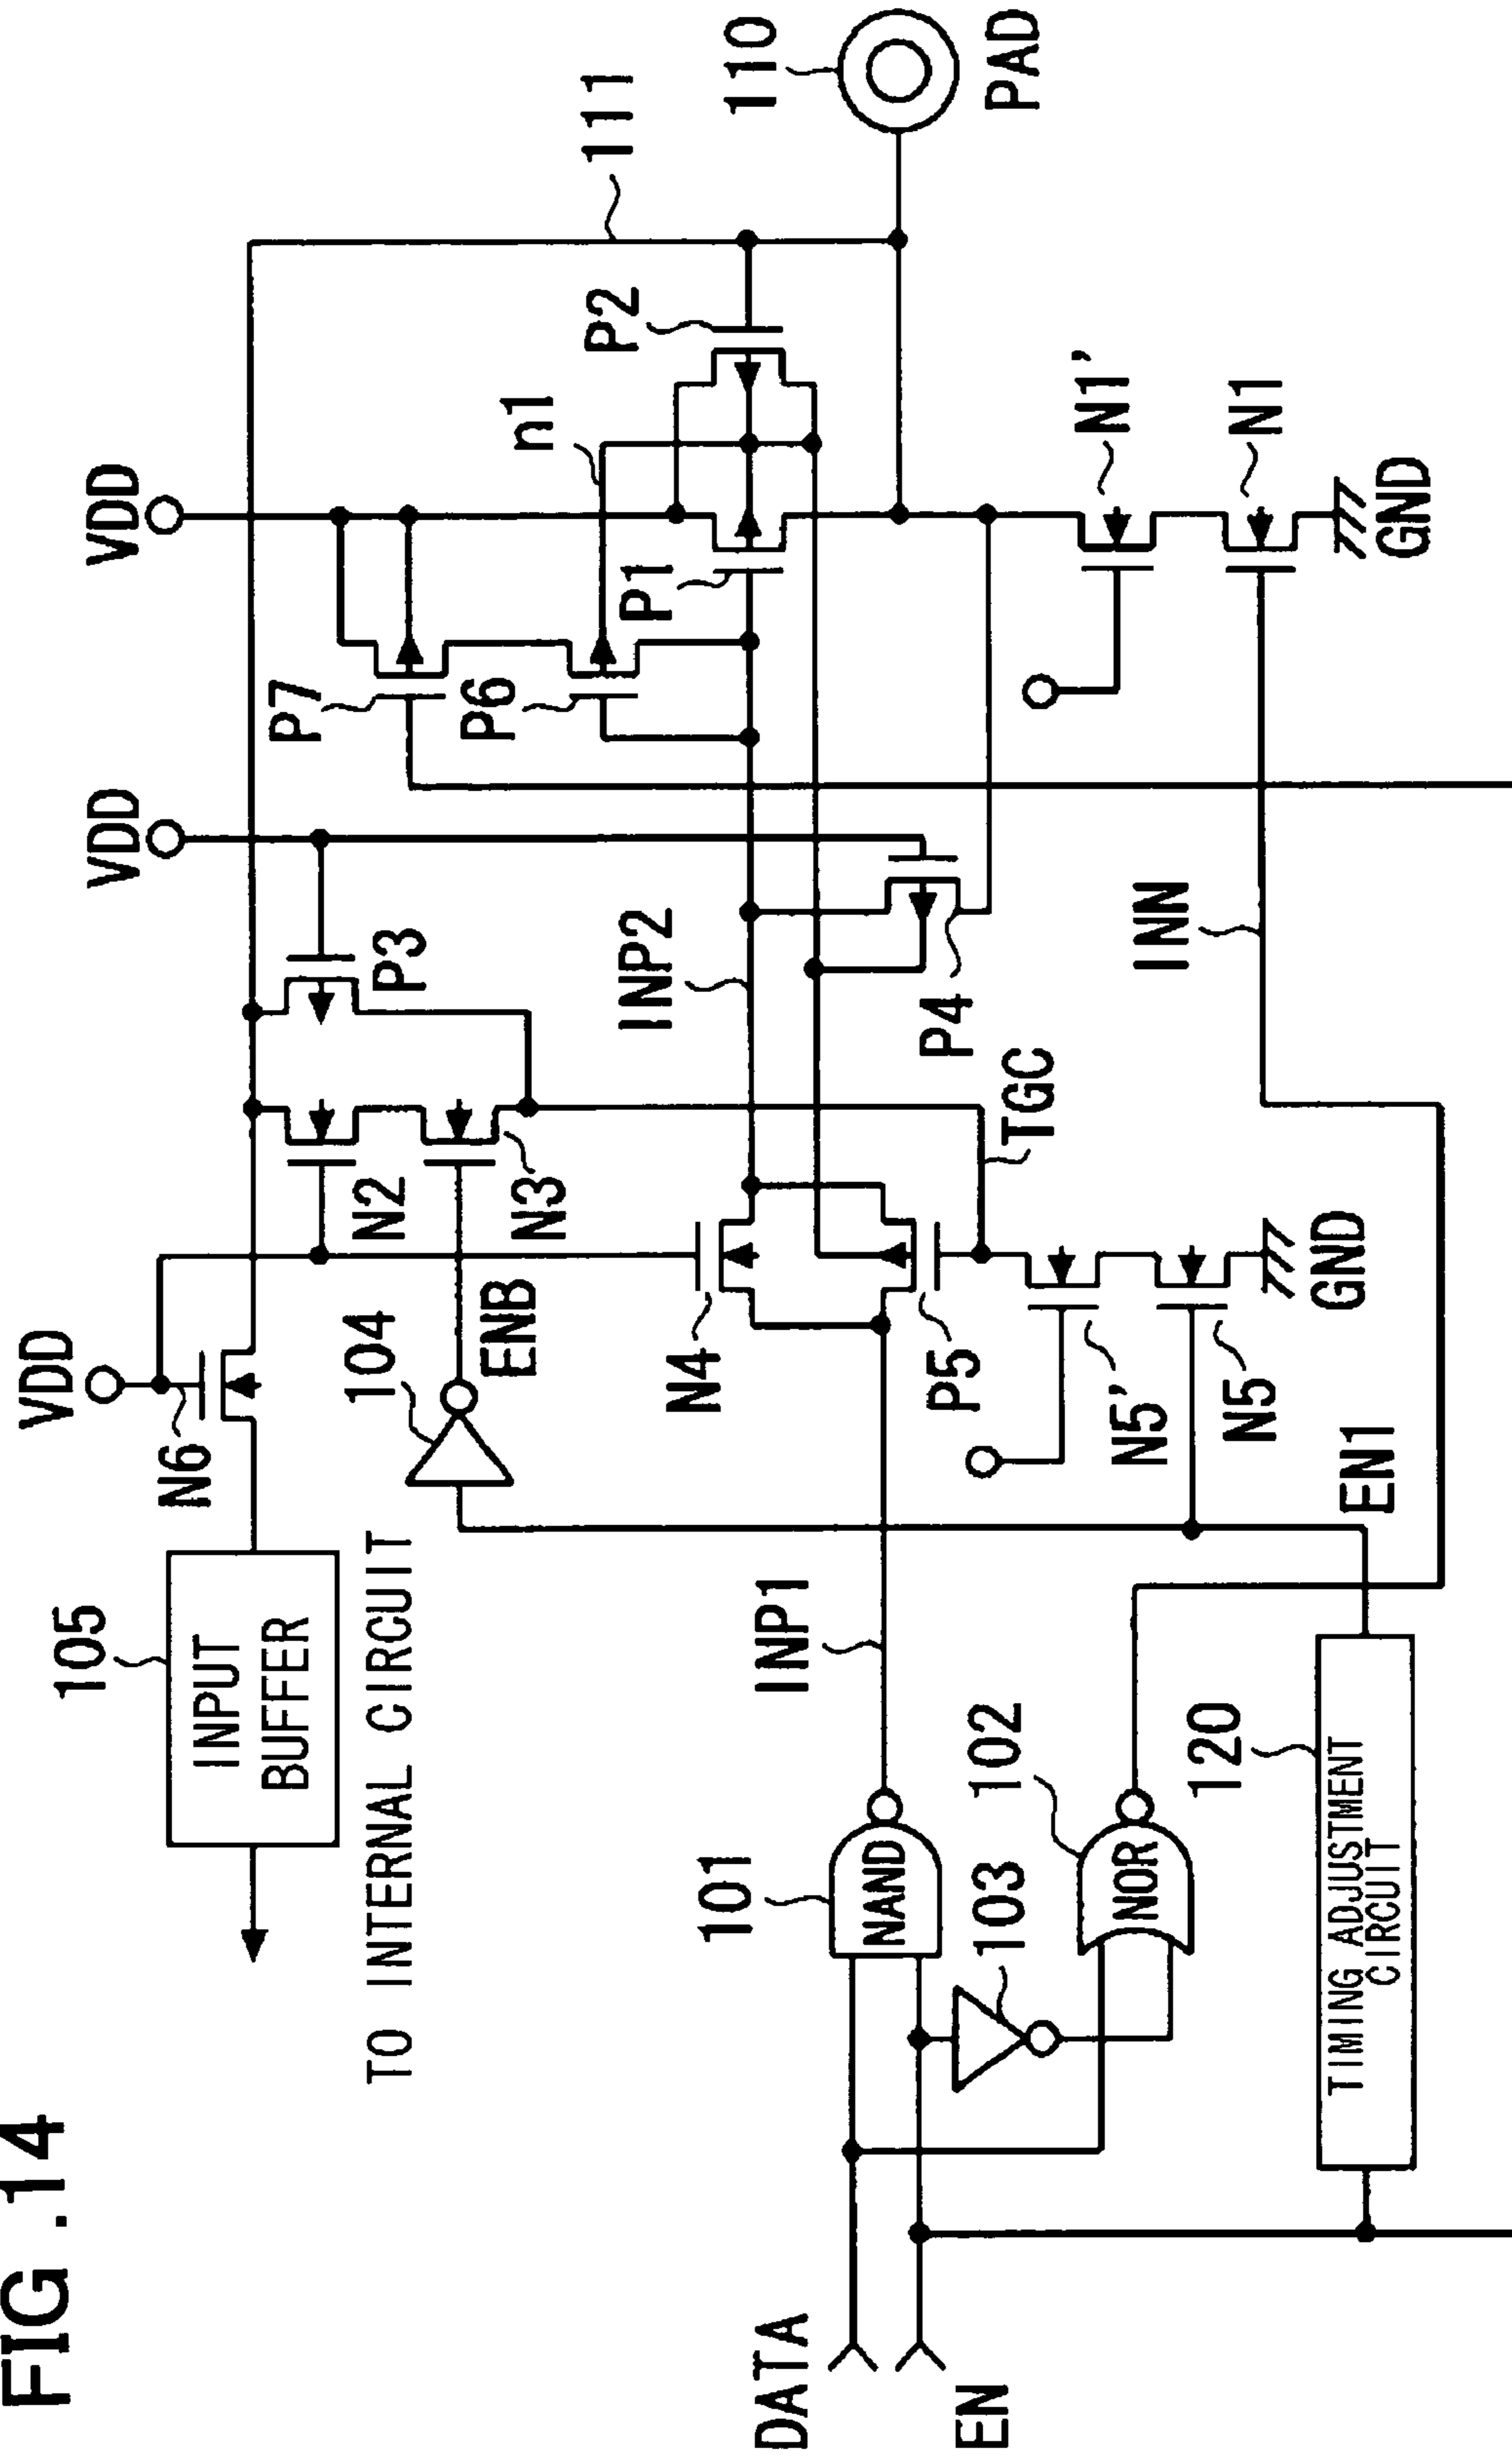 FIG.14
VDD
VDD
VDD
105
INPUT
BUFFER
N6
TO INTERNAL CIRCUIT
104
ENB
N2
N3
P3
P7
P6
n1
P2
111
110
PAD
P1
INP2
P4
TGC
N4
P5
N5'
N5
GND
EN1
INN
N1'
N1
GND
INP1
101
NAND
102
NOR
103
120
TIMING ADJUSTMENT
CIRCUIT
DATA
EN